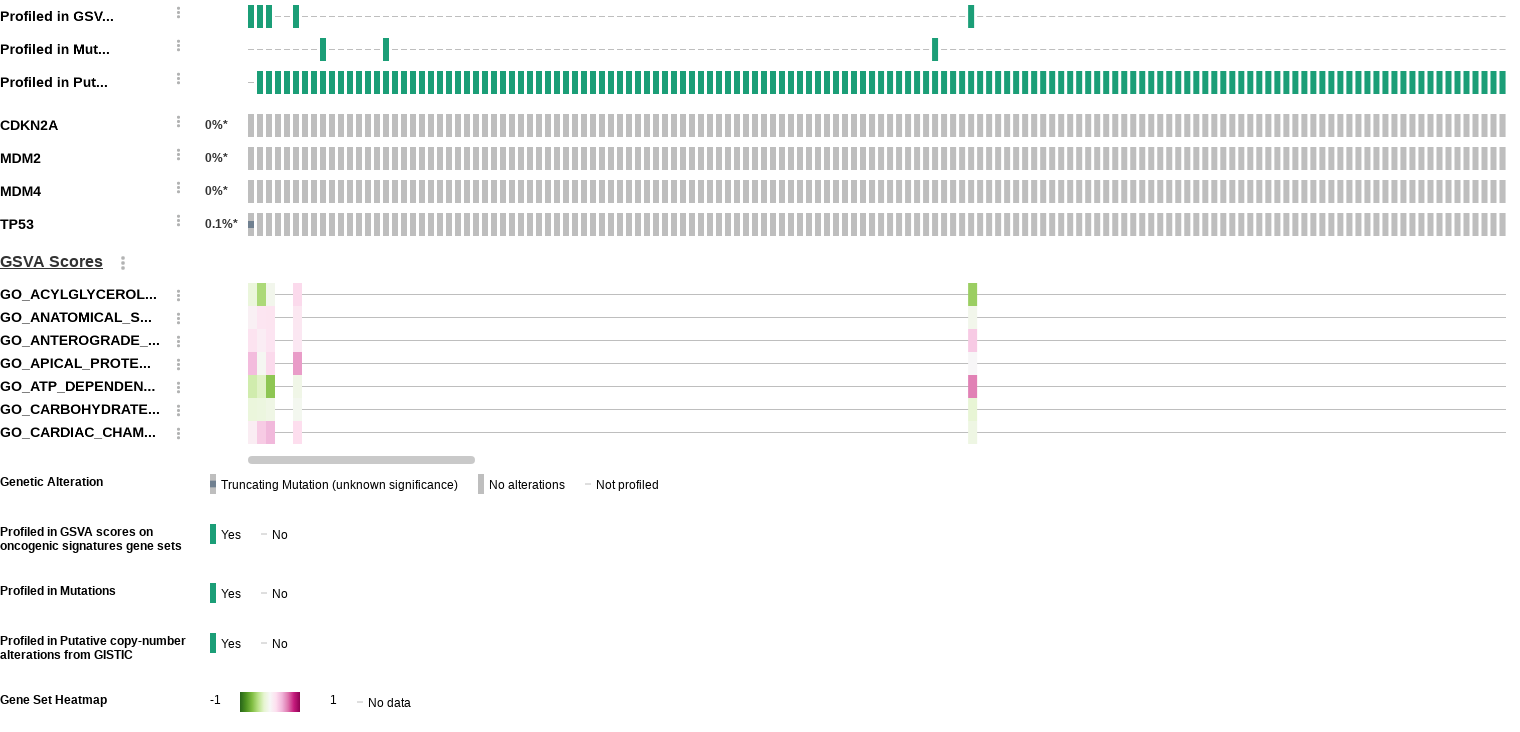 Profiled in GSV...
Profiled in Mut...
Profiled in Put...
CDKN2A 0%*
MDM2 0%*
MDM4 0%*
TP53 0.1%*
GSVA Scores
GO_ACYLGLYCEROL...
GO_ANATOMICAL_S...
GO_ANTEROGRADE_...
GO_APICAL_PROTE...
GO_ATP_DEPENDEN...
GO_CARBOHYDRATE...
GO_CARDIAC_CHAM...
Genetic Alteration Truncating Mutation (unknown significance) No alterations Not profiled
Profiled in GSVA scores on
oncogenic signatures gene sets Yes No
Profiled in Mutations Yes No
Profiled in Putative copy-number
alterations from GISTIC Yes No
Gene Set Heatmap -1 1 No data